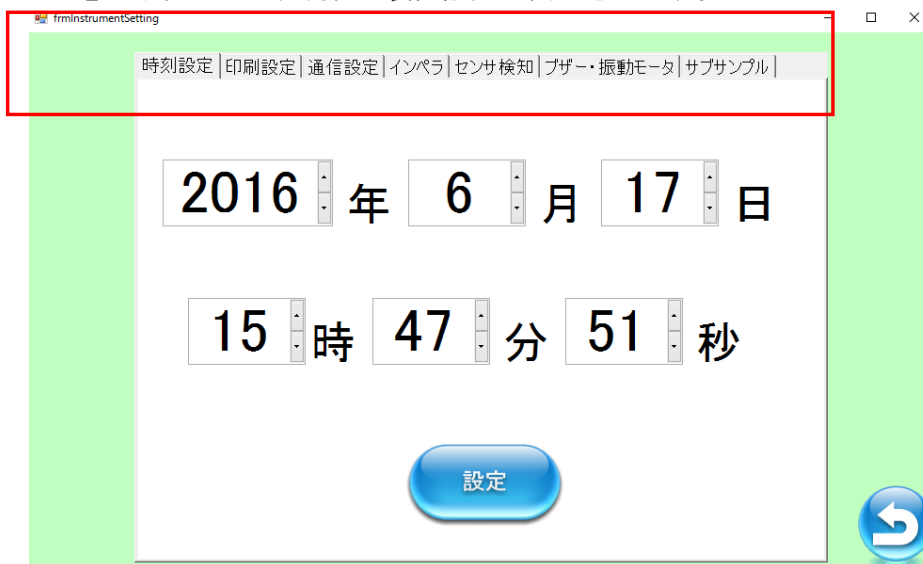 frmInstrumentSetting
時刻設定 印刷設定 通信設定 インペラ センサ検知 ブザー・振動モータ サブサンプル
2016 年 6 月 17 日
15 時 47 分 51 秒
設定